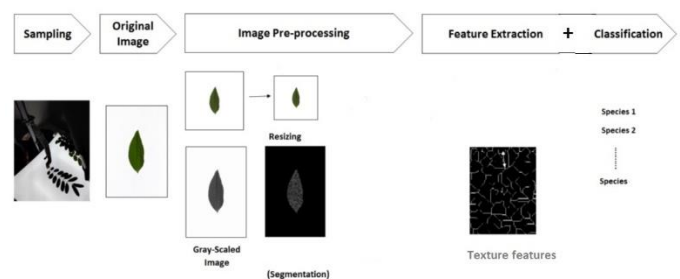 Sampling
Original
Image
Image Pre-processing
Feature Extraction + Classification
Resizing
Gray-Scaled
Image
(Segmentation)
Texture features
Species 1
Species 2
Species